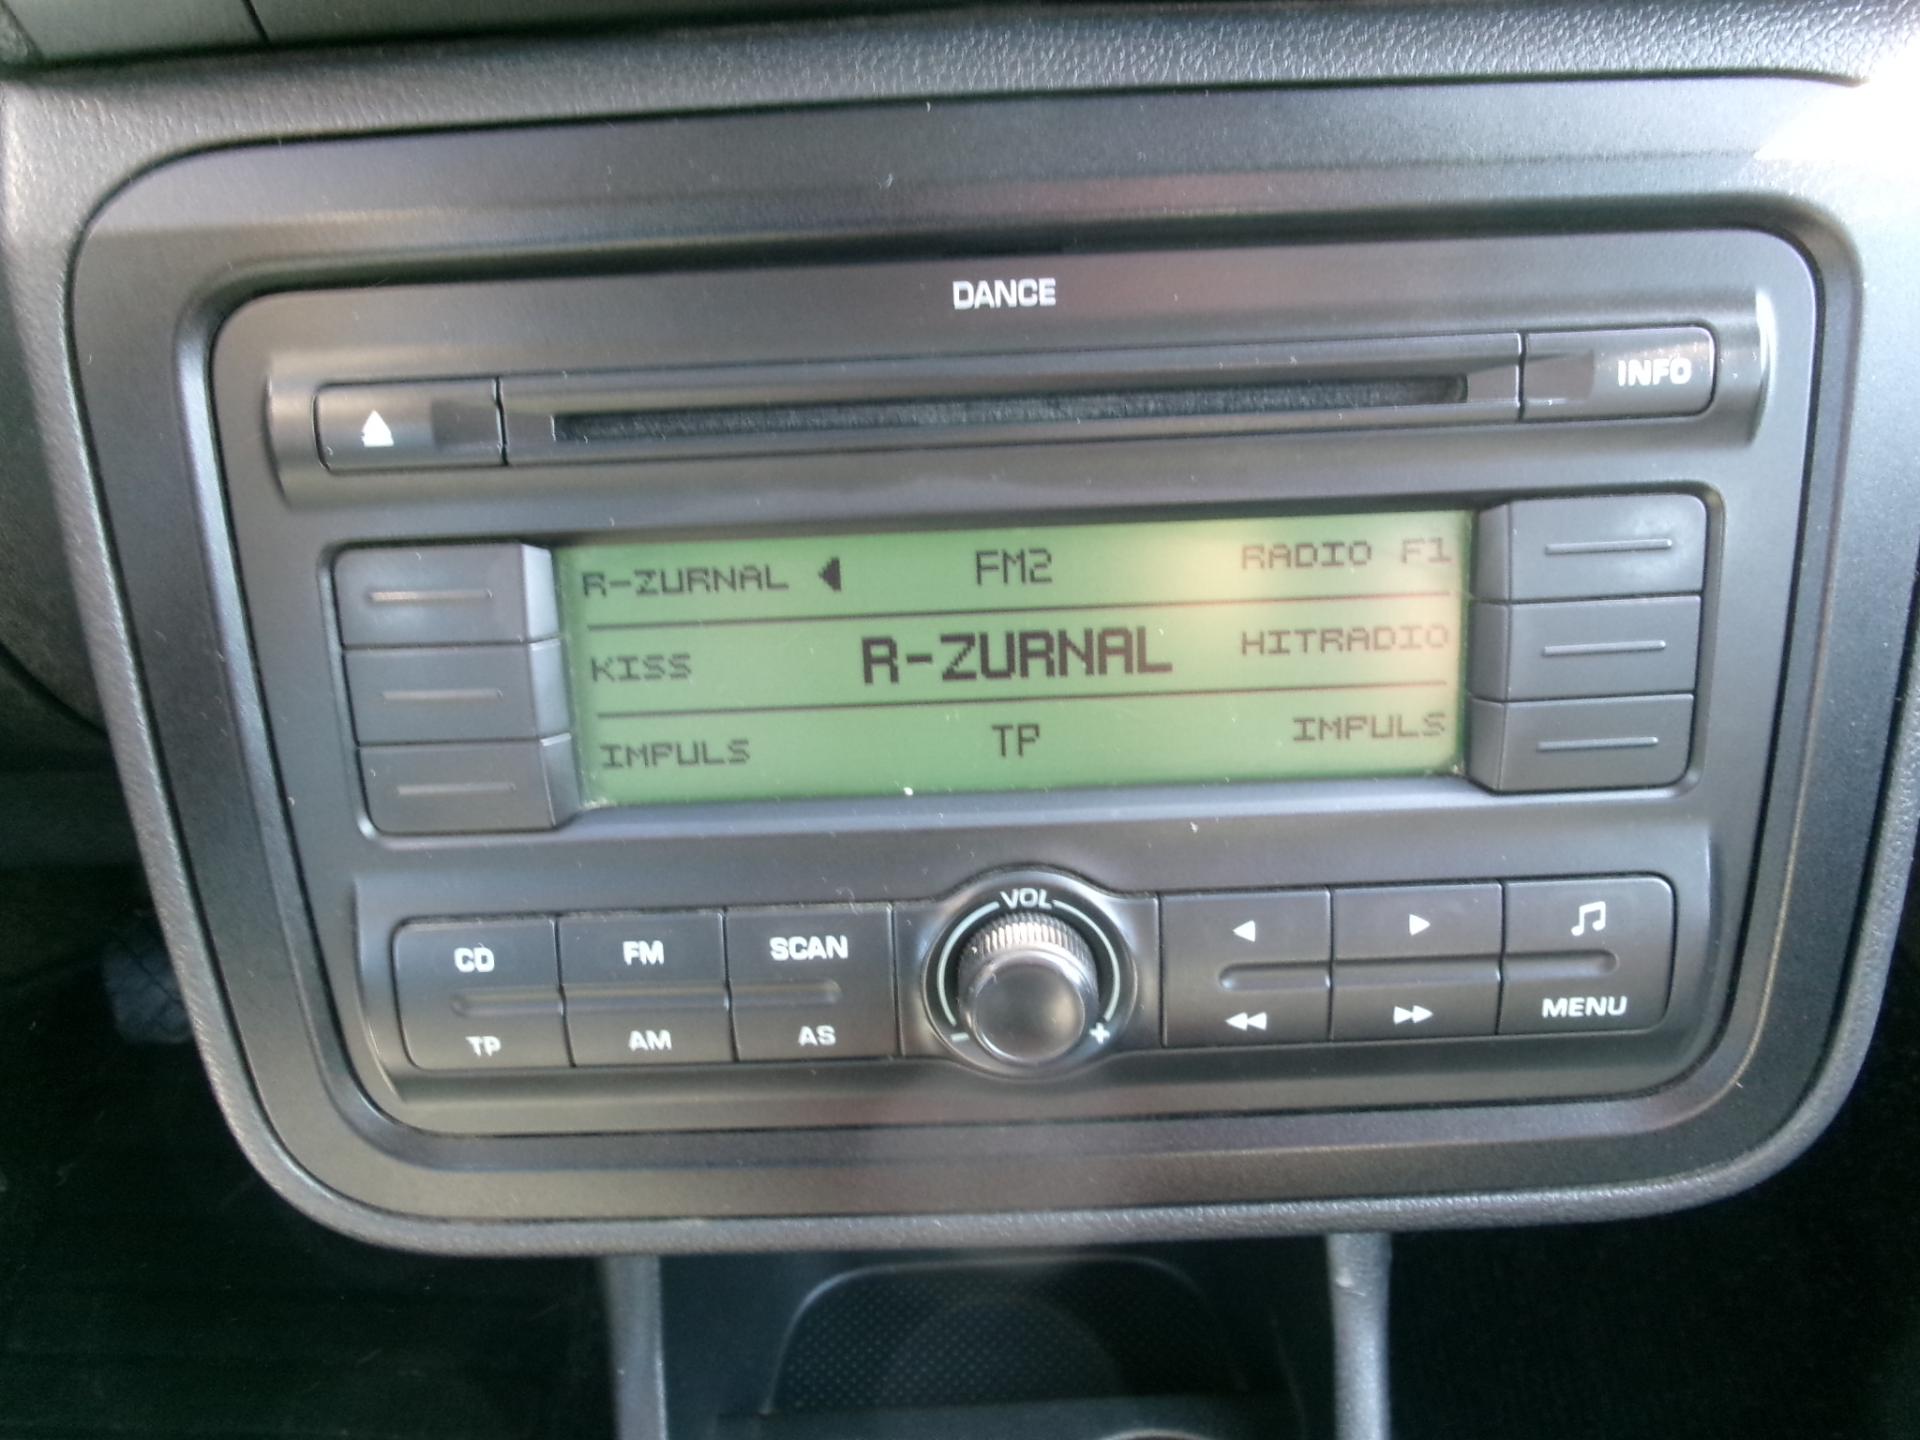 DANCE
INFO
R-ZURNAL FM2 RADIO F1
KISS R-ZURNAL HITRADIO
IMPULS TP IMPULS
VOL
CD FM SCAN
TP AM AS
- +
MENU